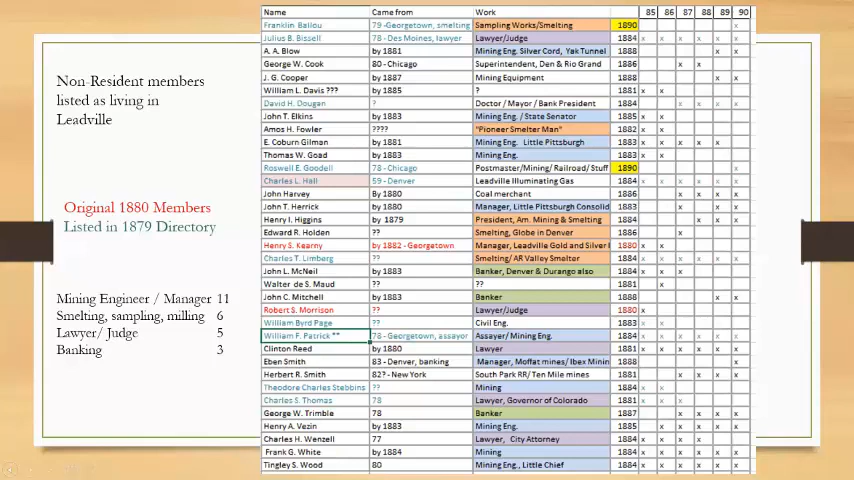 Non-Resident members
listed as living in
Leadville
Original 1880 Members
Listed in 1879 Directory
Mining Engineer / Manager 11
Smelting, sampling, milling 6
Lawyer/ Judge 5
Banking 3
Name Came from Work 85 86 87 88 89 90
Franklin Ballou 79 -Georgetown, smelting Sampling Works/Smelting 1890 x
Julius B. Bissell 78 - Des Moines, lawyer Lawyer/Judge 1884 x x x x x x
A. A. Blow by 1881 Mining Eng. Silver Cord, Yak Tunnel 1888 x x
George W. Cook 80 - Chicago Superintendent, Den & Rio Grand 1886 x x
J. G. Cooper by 1887 Mining Equipment 1888 x x
William L. Davis ??? by 1885 ? 1881 x x
David H. Dougan ? Doctor / Mayor / Bank President 1884 x x x x
John T. Elkins by 1883 Mining Eng. / State Senator 1885 x x
Amos H. Fowler ???? "Pioneer Smelter Man" 1882 x x
E. Coburn Gilman by 1881 Mining Eng. Little Pittsburgh 1883 x x x x x
Thomas W. Goad by 1883 Mining Eng. 1883 x x
Roswell E. Goodell 78 - Chicago Postmaster/Mining/ Railroad/Stuff 1890 x
Charles L. Hall 59 - Denver Leadville Illuminating Gas 1884 x x x x x x
John Harvey By 1880 Coal merchant 1886 x x x x
John T. Herrick by 1880 Manager, Little Pittsburgh Consolid 1883 x x x
Henry I. Higgins by 1879 President, Am. Mining & Smelting 1884 x x x
Edward R. Holden ?? Smelting, Globe in Denver 1886 x
Henry S. Kearny by 1882 - Georgetown Manager, Leadville Gold and Silver I 1880 x x
Charles T. Limberg ?? Smelting/ AR Valley Smelter 1884 x x x x x x
John L. McNeil by 1883 Banker, Denver & Durango also 1884 x x x
Walter de S. Maud ?? ?? 1881 x
John C. Mitchell by 1883 Banker 1888 x x
Robert S. Morrison ?? Lawyer/Judge 1880 x
William Byrd Page ?? Civil Eng. 1883 x x
William F. Patrick ** 78 - Georgetown, assayor Assayer/ Mining Eng. 1884 x x x x x x
Clinton Reed by 1880 Lawyer 1881 x x x x x x
Eben Smith 83 - Denver, banking Manager, Moffat mines/ Ibex Minin 1888 x
Herbert R. Smith 82? - New York South Park RR/ Ten Mile mines 1881 x x x x
Theodore Charles Stebbins ?? Mining 1884 x x
Charles S. Thomas 78 Lawyer, Governor of Colorado 1881 x x x
George W. Trimble 78 Banker 1887 x x x x
Henry A. Vezin by 1883 Mining Eng. 1885 x x x x x
Charles H. Wenzell 77 Lawyer, City Attorney 1884 x x x x
Frank G. White by 1884 Mining 1884 x x x x x x
Tingley S. Wood 80 Mining Eng., Little Chief 1884 x x x x x x